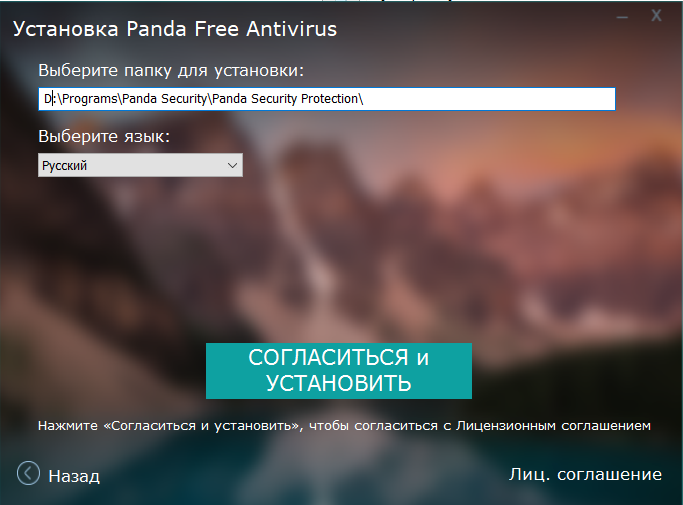 Установка Panda Free Antivirus
X
Выберите папку для установки:
D:\Programs\Panda Security\Panda Security Protection\
Выберите язык:
Русский
СОГЛАСИТЬСЯ и
УСТАНОВИТЬ
Нажмите «Согласиться и установить», чтобы согласиться с Лицензионным соглашением
Назад
Лиц. соглашение